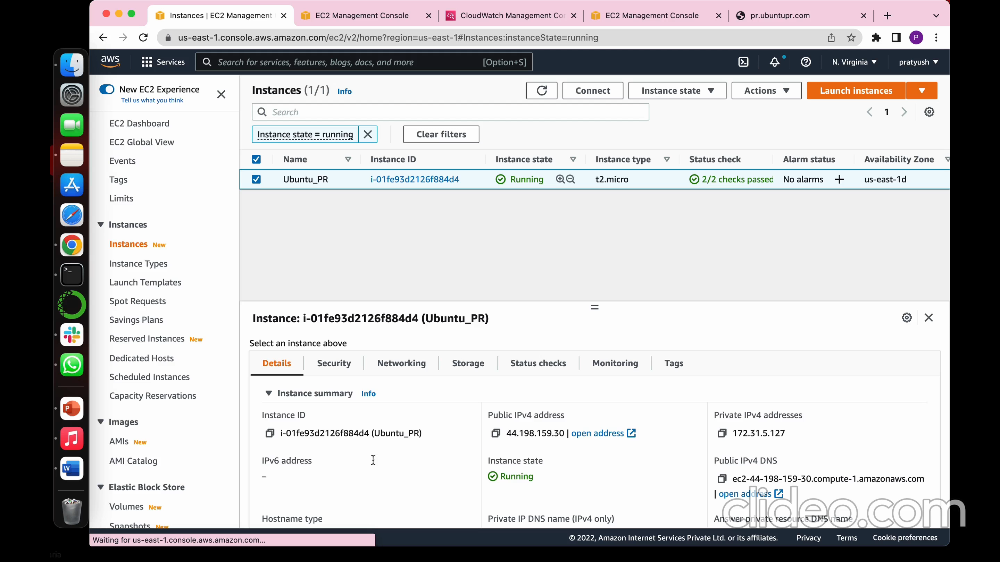 Instances | EC2 Management
EC2 Management Console
CloudWatch Management Con
EC2 Management Console
pr.ubuntupr.com
us-east-1.console.aws.amazon.com/ec2/v2/home?region=us-east-1#Instances:instanceState=running
P
aws
Services
Search for services, features, blogs, docs, and more
[Option+S]
N. Virginia
pratyush
New EC2 Experience
Tell us what you think
EC2 Dashboard
EC2 Global View
Events
Tags
Limits
Instances
Instances New
Instance Types
Launch Templates
Spot Requests
Savings Plans
Reserved Instances New
Dedicated Hosts
Scheduled Instances
Capacity Reservations
Images
AMIs New
AMI Catalog
Elastic Block Store
Volumes New
Snapshots New
Instances (1/1) Info
Connect
Instance state
Actions
Launch instances
Search
1
Instance state = running
Clear filters
Name
Instance ID
Instance state
Instance type
Status check
Alarm status
Availability Zone
Ubuntu_PR
i-01fe93d2126f884d4
Running
t2.micro
2/2 checks passed
No alarms +
us-east-1d
Instance: i-01fe93d2126f884d4 (Ubuntu_PR)
Select an instance above
Details
Security
Networking
Storage
Status checks
Monitoring
Tags
Instance summary Info
Instance ID
i-01fe93d2126f884d4 (Ubuntu_PR)
Public IPv4 address
44.198.159.30 | open address
Private IPv4 addresses
172.31.5.127
IPv6 address
–
Instance state
Running
Public IPv4 DNS
ec2-44-198-159-30.compute-1.amazonaws.com
| open address
Hostname type
Private IP DNS name (IPv4 only)
Answer private resource DNS name
clideo.com
Waiting for us-east-1.console.aws.amazon.com...
© 2022, Amazon Internet Services Private Ltd. or its affiliates.
Privacy
Terms
Cookie preferences